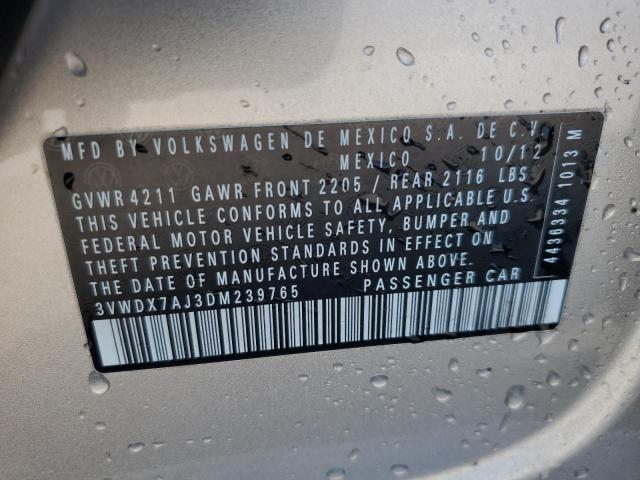 MFD BY VOLKSWAGEN DE MEXICO S.A. DE C.V.
MEXICO 10/12
GVWR 4211 GAWR FRONT 2205 / REAR 2116 LBS
THIS VEHICLE CONFORMS TO ALL APPLICABLE U.S.
FEDERAL MOTOR VEHICLE SAFETY, BUMPER AND
THEFT PREVENTION STANDARDS IN EFFECT ON
THE DATE OF MANUFACTURE SHOWN ABOVE.
3VWDX7AJ3DM239765 PASSENGER CAR
4436334 1013 M